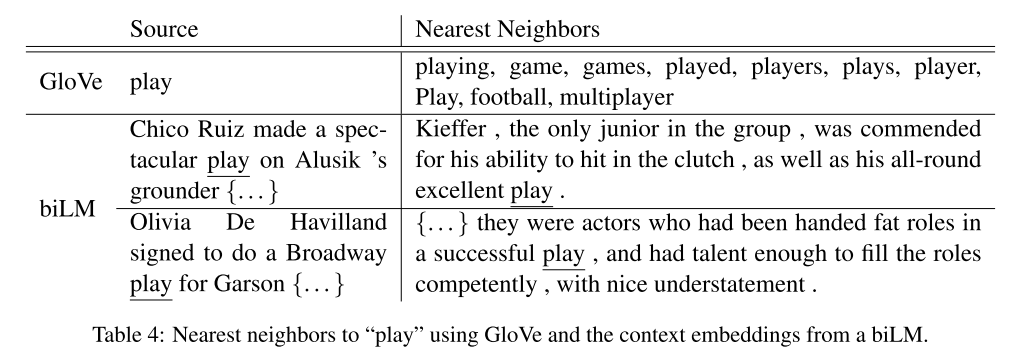 Source Nearest Neighbors
GloVe play playing, game, games, played, players, plays, player,
Play, football, multiplayer
biLM
Chico Ruiz made a spec-
tacular play on Alusik 's
grounder {...}
Kieffer , the only junior in the group , was commended
for his ability to hit in the clutch , as well as his all-round
excellent play .
Olivia De Havilland
signed to do a Broadway
play for Garson {...}
{...} they were actors who had been handed fat roles in
a successful play , and had talent enough to fill the roles
competently , with nice understatement .
Table 4: Nearest neighbors to “play” using GloVe and the context embeddings from a biLM.